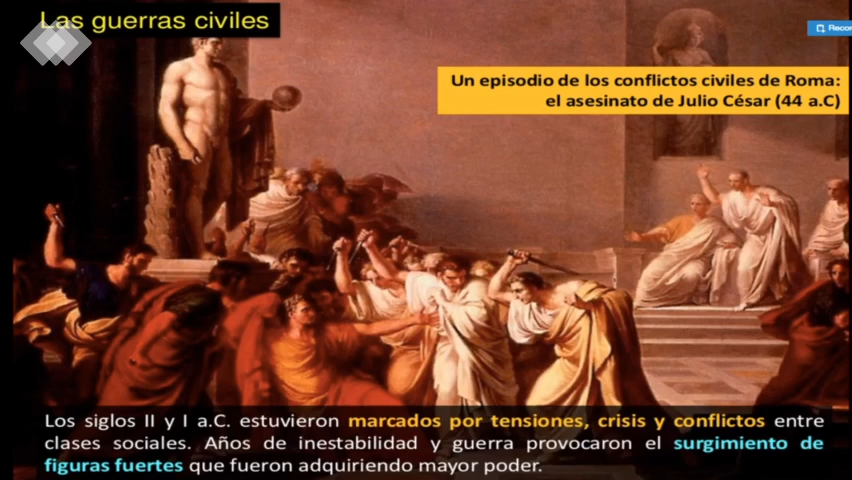 Las guerras civiles
Recor
Un episodio de los conflictos civiles de Roma:
el asesinato de Julio César (44 a.C)
Los siglos II y I a.C. estuvieron marcados por tensiones, crisis y conflictos entre
clases sociales. Años de inestabilidad y guerra provocaron el surgimiento de
figuras fuertes que fueron adquiriendo mayor poder.